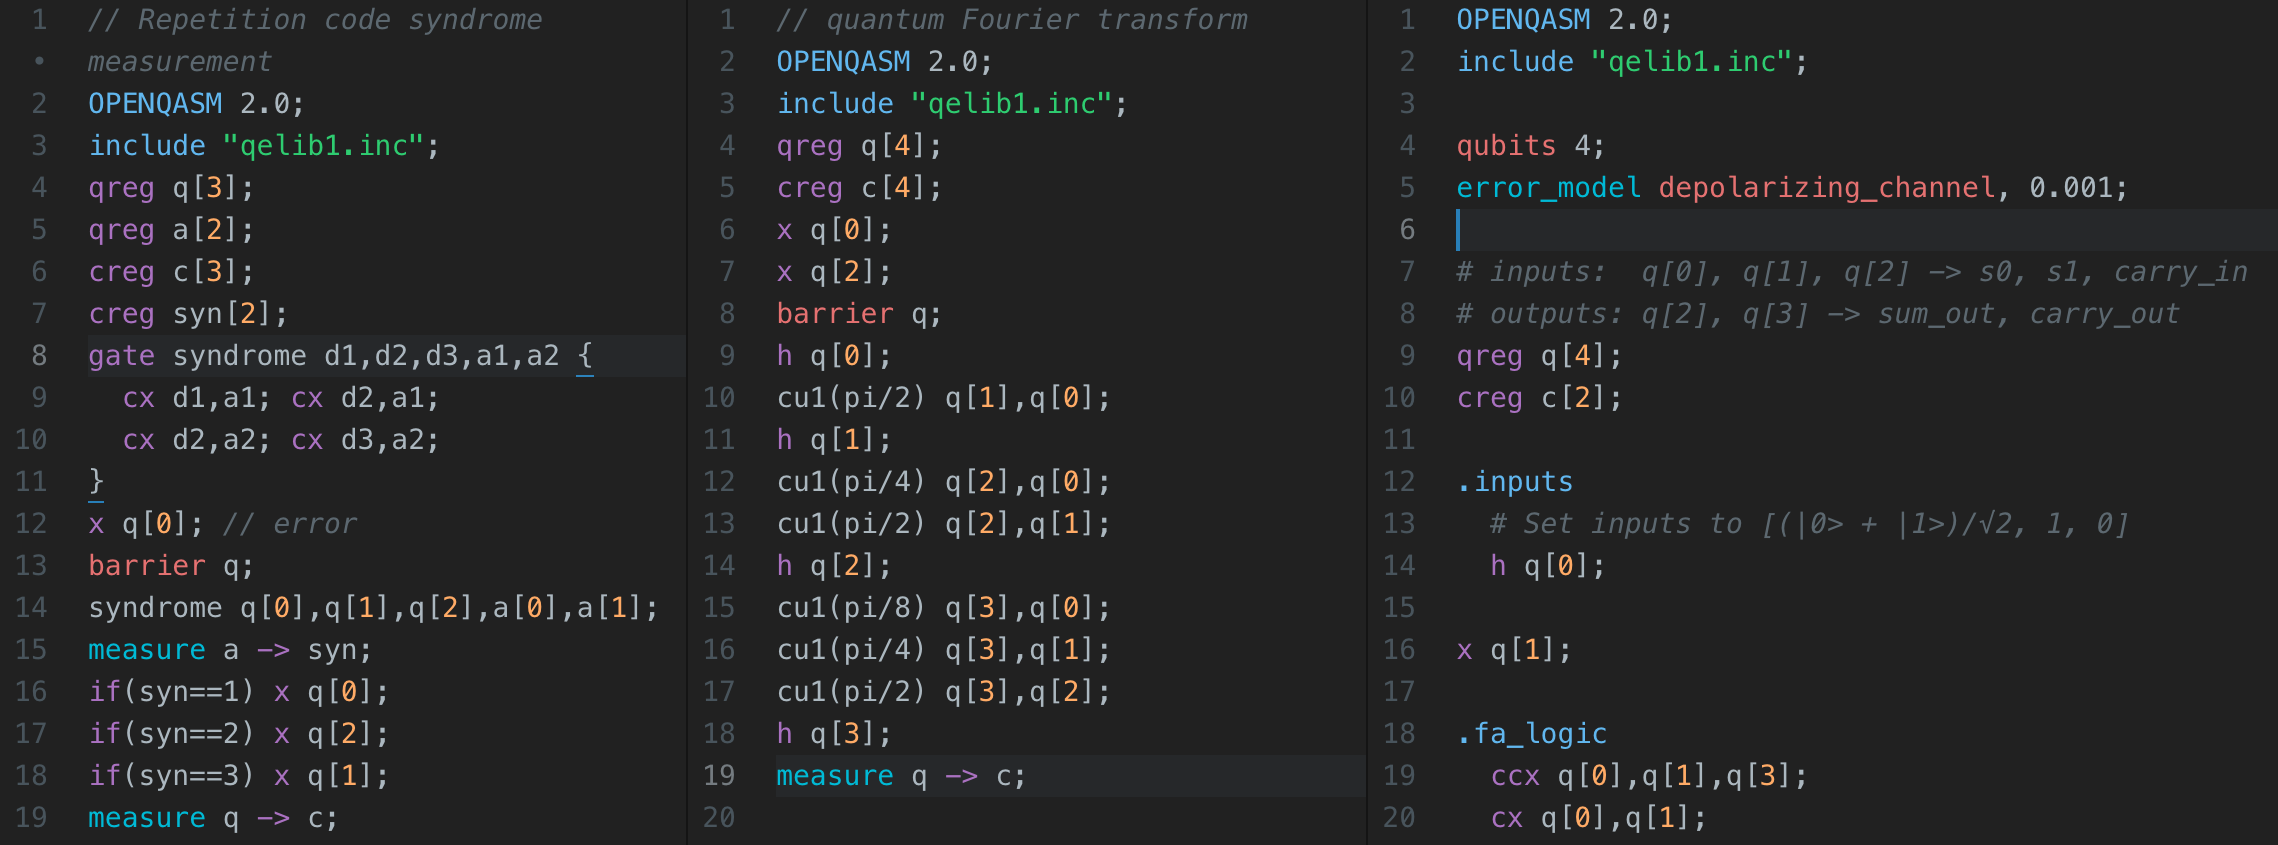 1 // Repetition code syndrome
• measurement
2 OPENQASM 2.0;
3 include "qelib1.inc";
4 qreg q[3];
5 qreg a[2];
6 creg c[3];
7 creg syn[2];
8 gate syndrome d1,d2,d3,a1,a2 {
9   cx d1,a1; cx d2,a1;
10   cx d2,a2; cx d3,a2;
11 }
12 x q[0]; // error
13 barrier q;
14 syndrome q[0],q[1],q[2],a[0],a[1];
15 measure a -> syn;
16 if(syn==1) x q[0];
17 if(syn==2) x q[2];
18 if(syn==3) x q[1];
19 measure q -> c;
1 // quantum Fourier transform
2 OPENQASM 2.0;
3 include "qelib1.inc";
4 qreg q[4];
5 creg c[4];
6 x q[0];
7 x q[2];
8 barrier q;
9 h q[0];
10 cu1(pi/2) q[1],q[0];
11 h q[1];
12 cu1(pi/4) q[2],q[0];
13 cu1(pi/2) q[2],q[1];
14 h q[2];
15 cu1(pi/8) q[3],q[0];
16 cu1(pi/4) q[3],q[1];
17 cu1(pi/2) q[3],q[2];
18 h q[3];
19 measure q -> c;
20
1 OPENQASM 2.0;
2 include "qelib1.inc";
3
4 qubits 4;
5 error_model depolarizing_channel, 0.001;
6
7 # inputs:  q[0], q[1], q[2] -> s0, s1, carry_in
8 # outputs: q[2], q[3] -> sum_out, carry_out
9 qreg q[4];
10 creg c[2];
11
12 .inputs
13   # Set inputs to [(|0> + |1>)/√2, 1, 0]
14   h q[0];
15
16 x q[1];
17
18 .fa_logic
19   ccx q[0],q[1],q[3];
20   cx q[0],q[1];